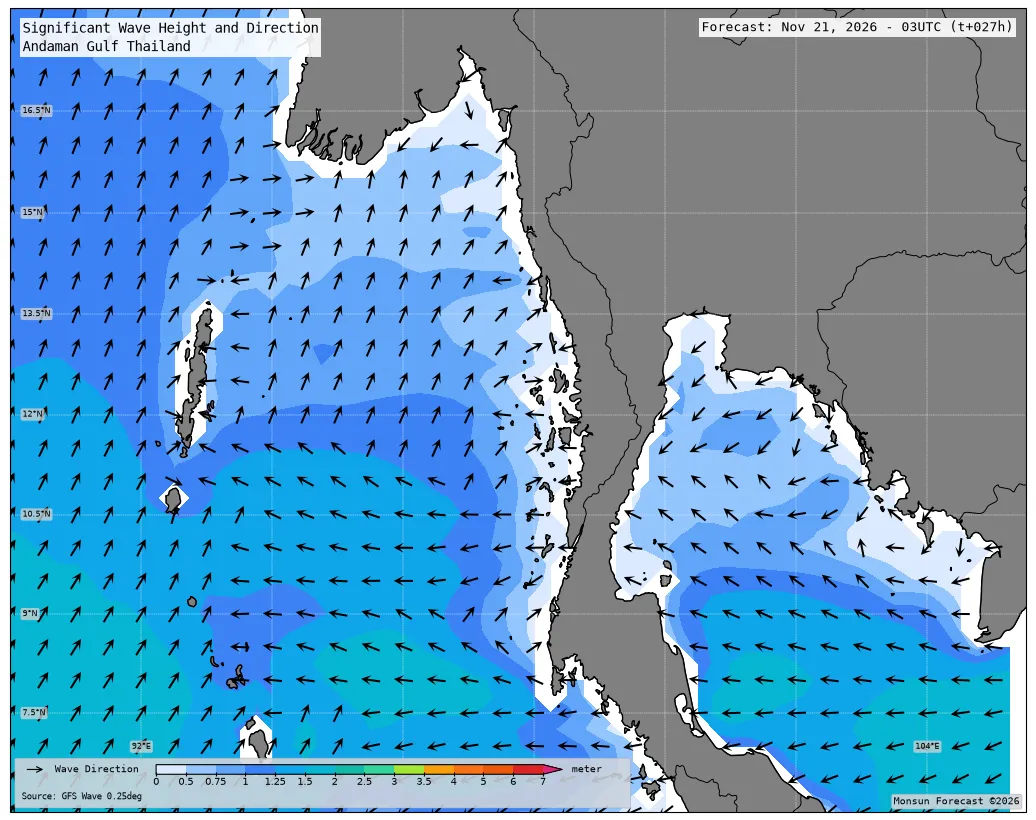 Significant Wave Height and Direction
Andaman Gulf Thailand
Forecast: Nov 21, 2026 - 03UTC (t+027h)
16.5°N
15°N
13.5°N
12°N
10.5°N
9°N
7.5°N
92°E
104°E
Wave Direction
0 0.5 0.75 1 1.25 1.5 2 2.5 3 3.5 4 5 6 7
meter
Source: GFS Wave 0.25deg
Monsun Forecast ©2026